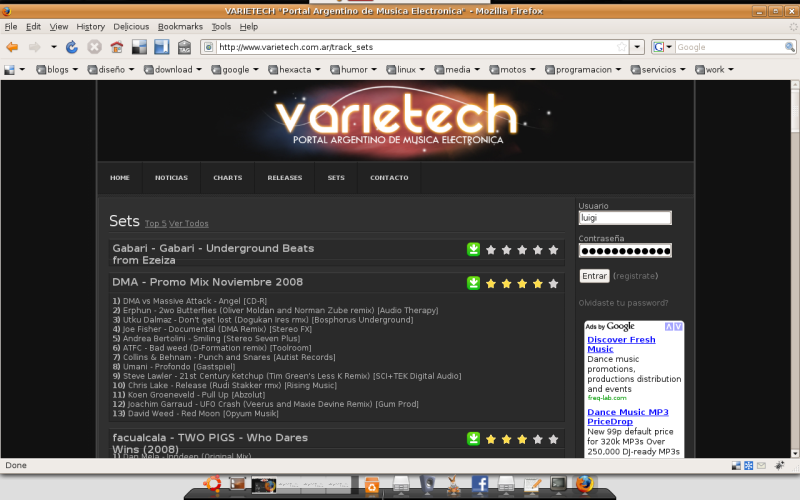 VARIETECH "Portal Argentino de Musica Electronica" - Mozilla Firefox
File Edit View History Delicious Bookmarks Tools Help
TAG http://www.varietech.com.ar/track_sets G Google
blogs diseño download google hexacta humor linux media motos programacion servicios work
varietech
PORTAL ARGENTINO DE MUSICA ELECTRONICA
HOME NOTICIAS CHARTS RELEASES SETS CONTACTO
Sets Top 5 Ver Todos
Gabari - Gabari - Underground Beats
from Ezeiza
DMA - Promo Mix Noviembre 2008
1) DMA vs Massive Attack - Angel [CD-R]
2) Erphun - 2wo Butterflies (Oliver Moldan and Norman Zube remix) [Audio Therapy]
3) Utku Dalmaz - Don't get lost (Dogukan Ires rmx) [Bosphorus Underground]
4) Joe Fisher - Documental (DMA Remix) [Stereo FX]
5) Andrea Bertolini - Smiling [Stereo Seven Plus]
6) ATFC - Bad weed (D-Formation remix) [Toolroom]
7) Collins & Behnam - Punch and Snares [Autist Records]
8) Umani - Profondo [Gastspiel]
9) Steve Lawler - 21st Century Ketchup (Tim Green's Less K Remix) [SCI+TEK Digital Audio]
10) Chris Lake - Release (Rudi Stakker rmx) [Rising Music]
11) Koen Groeneveld - Pull Up [Abzolut]
12) Joachim Garraud - UFO Crash (Veerus and Maxie Devine Remix) [Gum Prod]
13) David Weed - Red Moon [Opyum Musik]
facualcala - TWO PIGS - Who Dares
Wins (2008)
1) Dan Mela - Inndeep (Original Mix)
Usuario
luigi
Contraseña
Entrar (registrate)
Olvidaste tu password?
Ads by Google
Discover Fresh
Music
Dance music
promotions,
productions distribution
and events
freq-lab.com
Dance Music MP3
PriceDrop
New 99p default price
for 320k MP3s Over
250,000 DJ-ready MP3s
Done